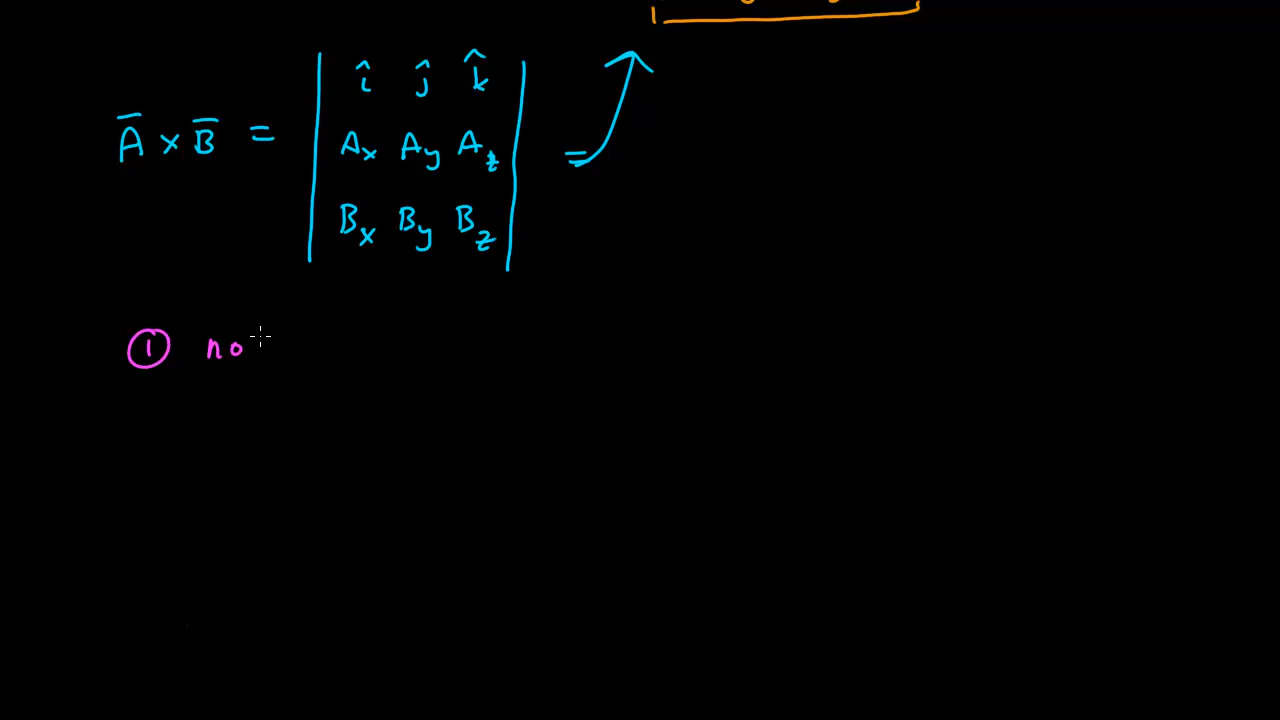 î ĵ k̂
A̅ × B̅ = | Ax Ay Az | =
Bx By Bz
① no